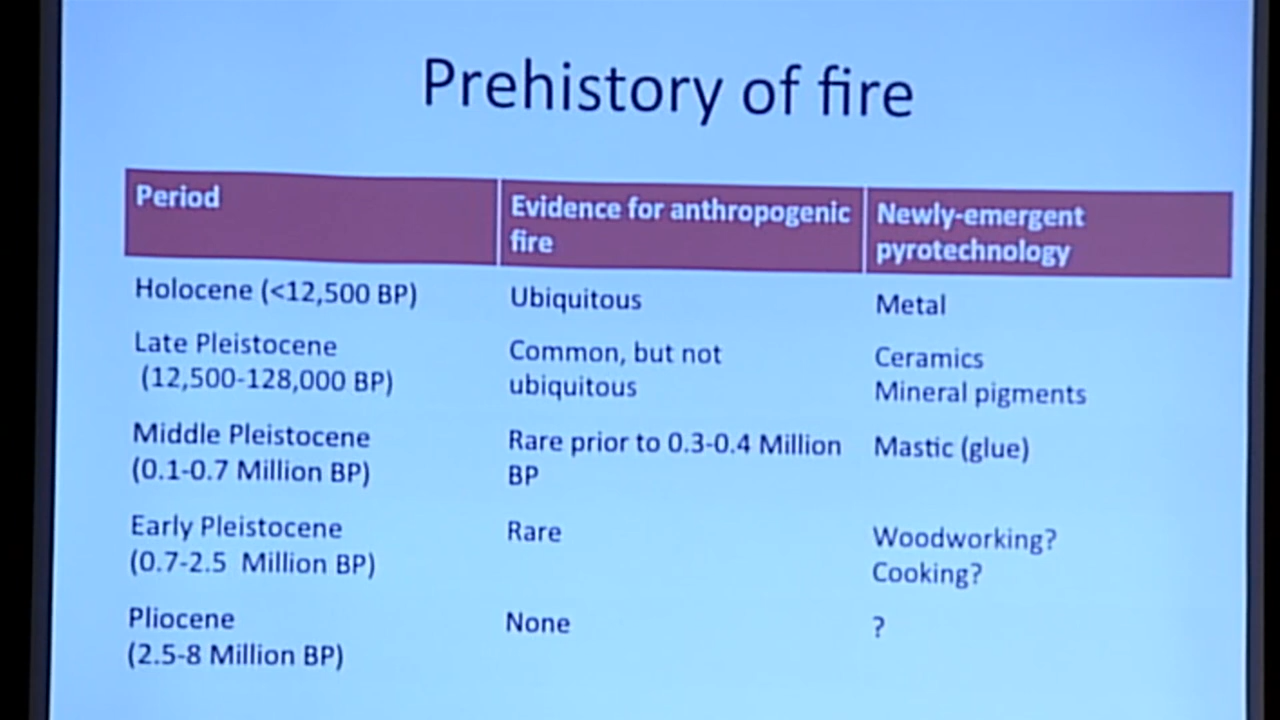 Prehistory of fire
Period
Evidence for anthropogenic
fire
Newly-emergent
pyrotechnology
Holocene (<12,500 BP)
Ubiquitous
Metal
Late Pleistocene
(12,500-128,000 BP)
Common, but not
ubiquitous
Ceramics
Mineral pigments
Middle Pleistocene
(0.1-0.7 Million BP)
Rare prior to 0.3-0.4 Million
BP
Mastic (glue)
Early Pleistocene
(0.7-2.5  Million BP)
Rare
Woodworking?
Cooking?
Pliocene
(2.5-8 Million BP)
None
?